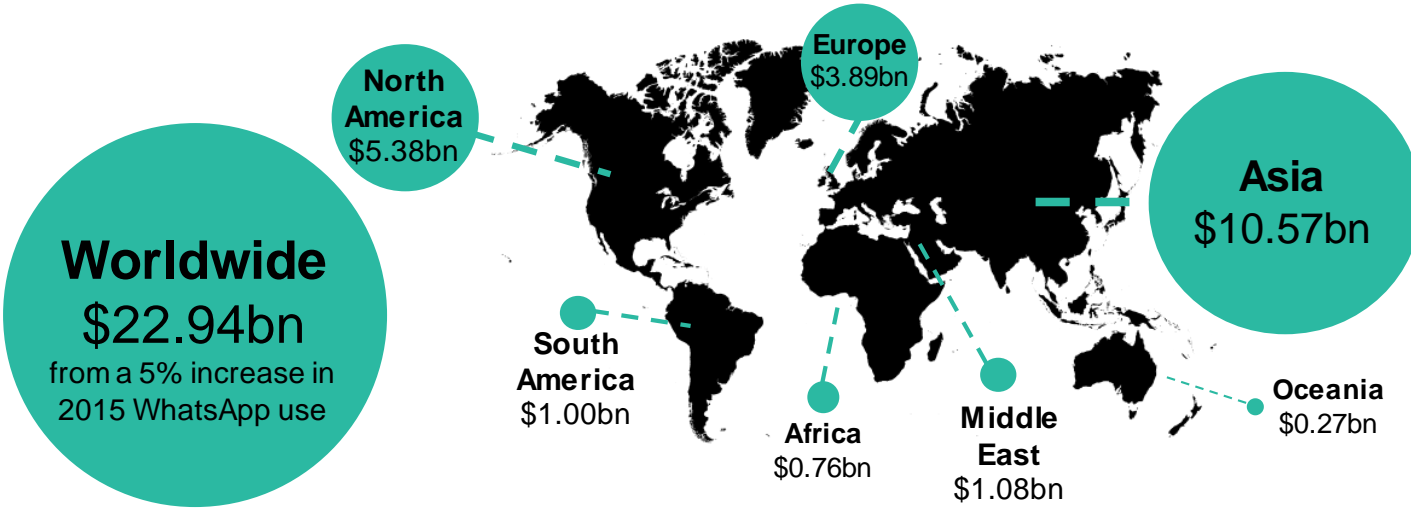 Worldwide
$22.94bn
from a 5% increase in
2015 WhatsApp use
North
America
$5.38bn
Europe
$3.89bn
Asia
$10.57bn
South
America
$1.00bn
Africa
$0.76bn
Middle
East
$1.08bn
Oceania
$0.27bn